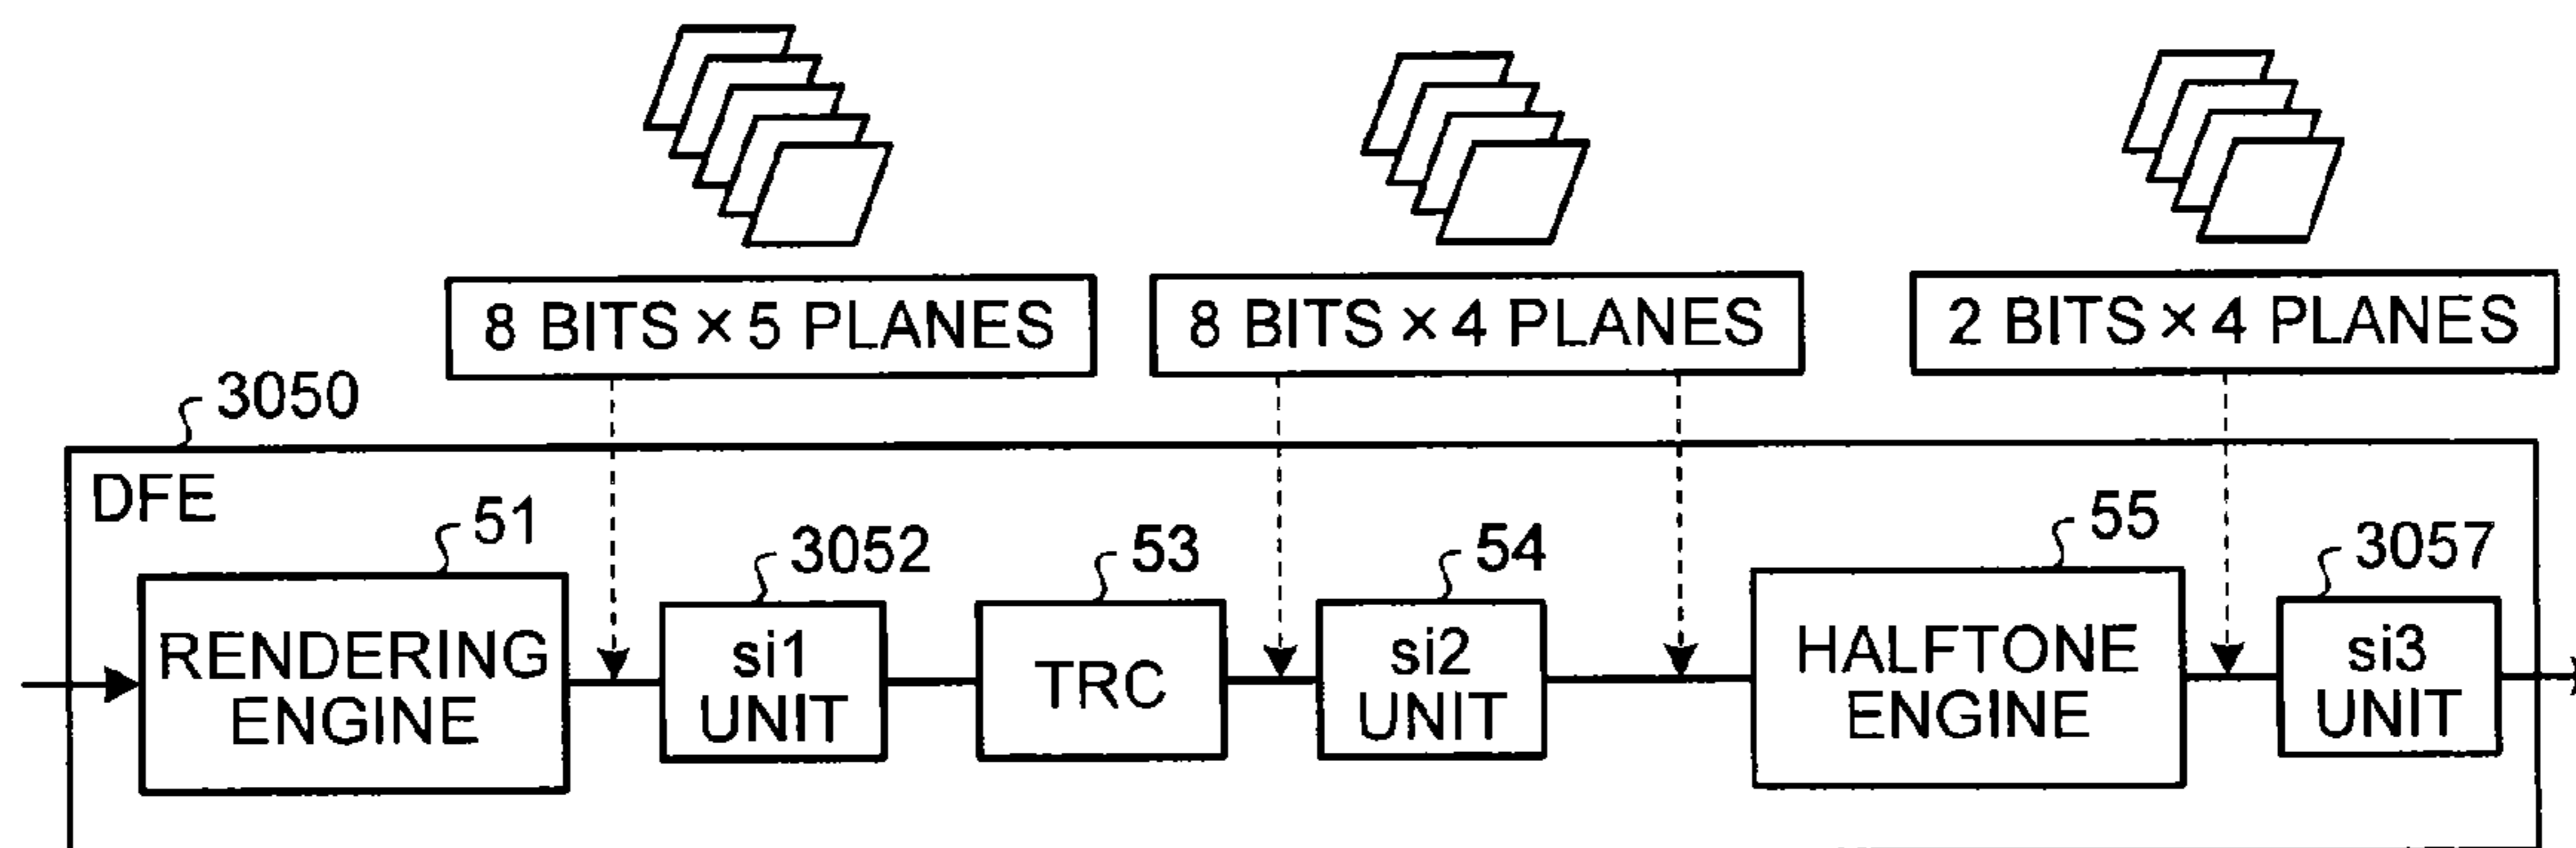 8 BITS × 5 PLANES
8 BITS × 4 PLANES
2 BITS × 4 PLANES
3050
DFE
51
3052
53
54
55
3057
RENDERING
ENGINE
si1
UNIT
TRC
si2
UNIT
HALFTONE
ENGINE
si3
UNIT